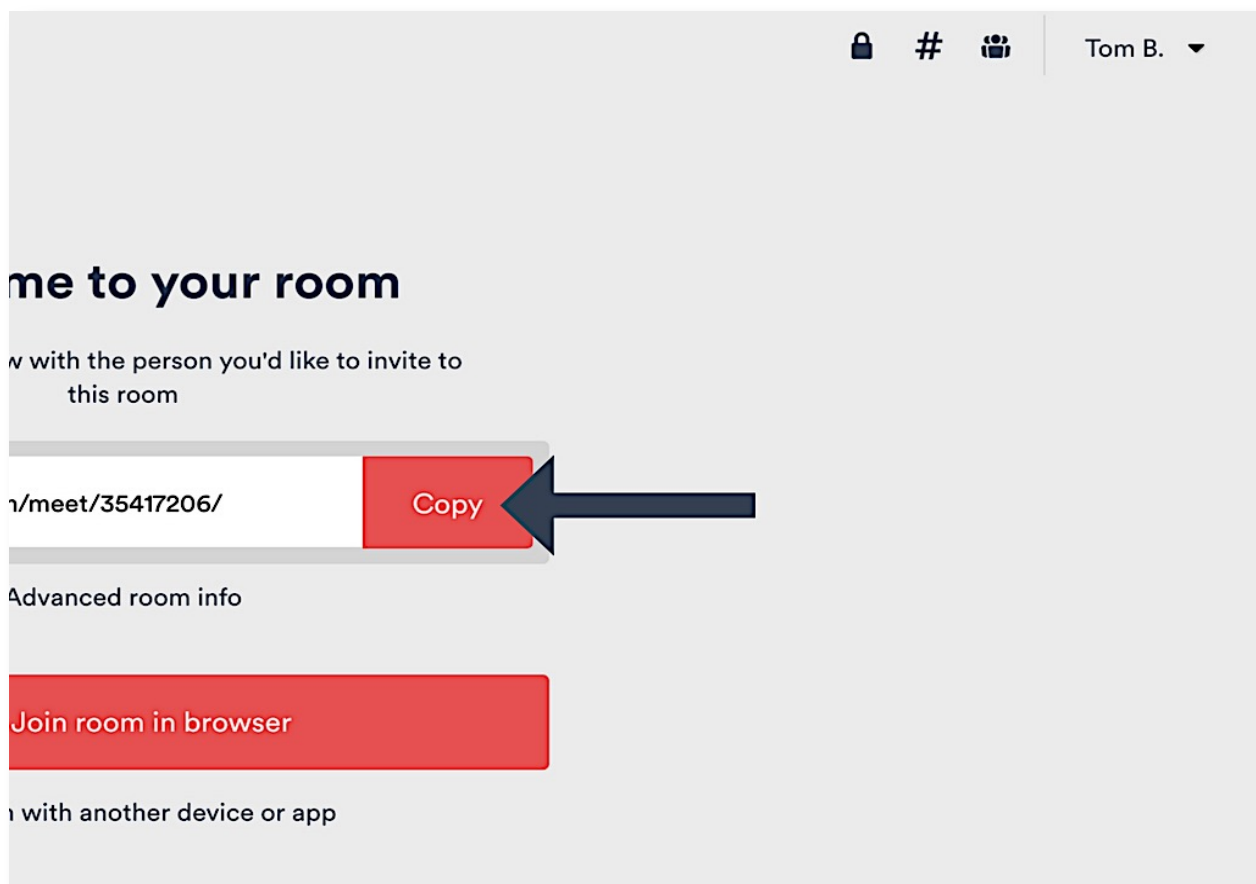 # Tom B.
me to your room
w with the person you'd like to invite to
this room
n/meet/35417206/ Copy
Advanced room info
Join room in browser
n with another device or app